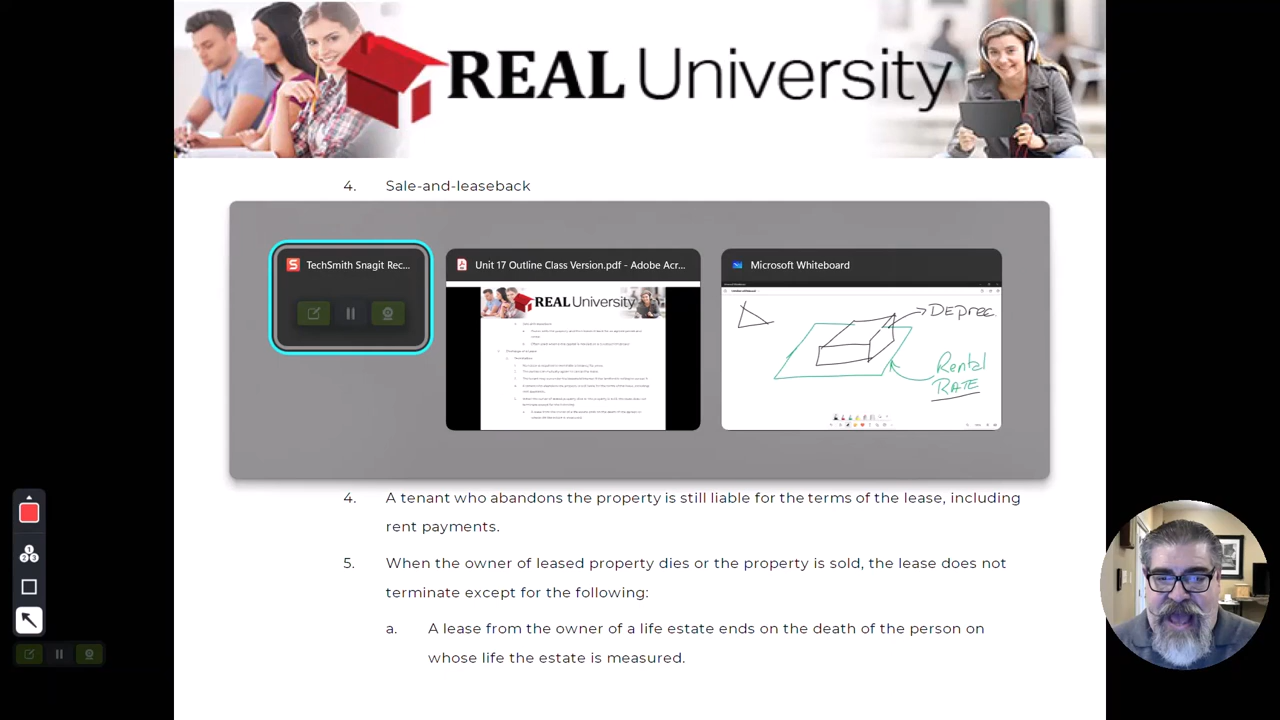 REAL University
4. Sale-and-leaseback
TechSmith Snagit Rec...
Unit 17 Outline Class Version.pdf - Adobe Acr...
Microsoft Whiteboard
REAL University
DEPREC.
Rental
RATE
4. A tenant who abandons the property is still liable for the terms of the lease, including
rent payments.
5. When the owner of leased property dies or the property is sold, the lease does not
terminate except for the following:
a. A lease from the owner of a life estate ends on the death of the person on
whose life the estate is measured.